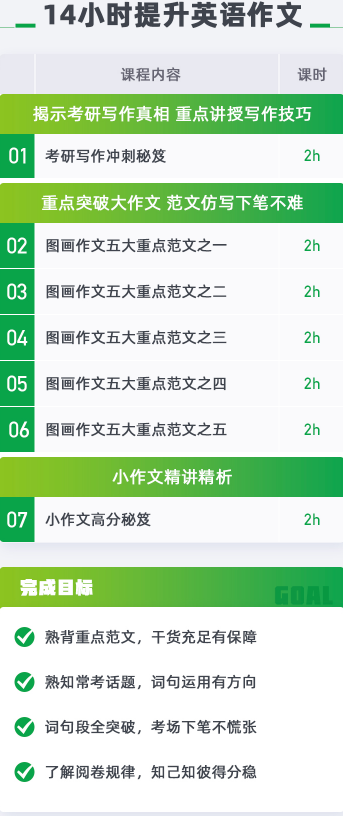 14小时提升英语作文
课程内容 课时
揭示考研写作真相 重点讲授写作技巧
01 考研写作冲刺秘笈 2h
重点突破大作文 范文仿写下笔不难
02 图画作文五大重点范文之一 2h
03 图画作文五大重点范文之二 2h
04 图画作文五大重点范文之三 2h
05 图画作文五大重点范文之四 2h
06 图画作文五大重点范文之五 2h
小作文精讲精析
07 小作文高分秘笈 2h
完成目标 GOAL
熟背重点范文，干货充足有保障
熟知常考话题，词句运用有方向
词句段全突破，考场下笔不慌张
了解阅卷规律，知己知彼得分稳